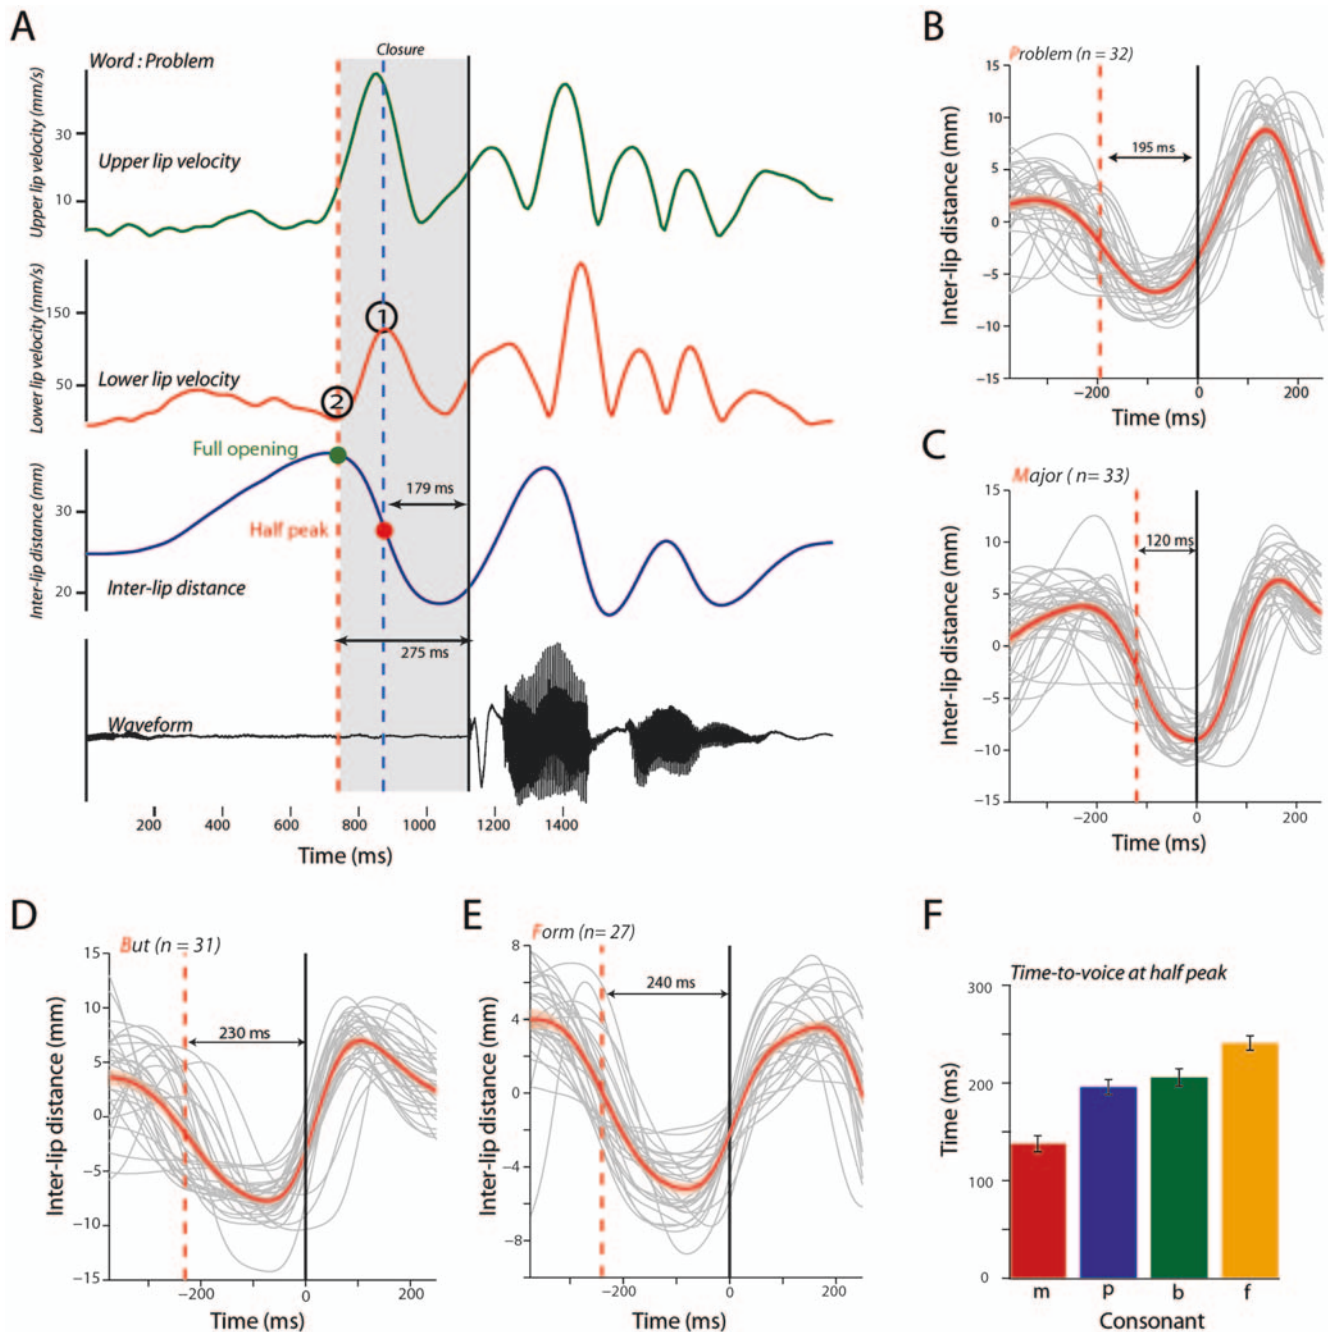 A
Word : Problem
Closure
Upper lip velocity (mm/s)
30
10
Upper lip velocity
Lower lip velocity (mm/s)
150
50
Lower lip velocity
1
2
Full opening
Half peak
179 ms
Inter-lip distance (mm)
30
20
Inter-lip distance
275 ms
Waveform
200 400 600 800 1000 1200 1400
Time (ms)
B
Problem (n = 32)
195 ms
Inter-lip distance (mm)
15
10
5
0
−5
−10
−15
−200 0 200
Time (ms)
C
Major ( n= 33)
120 ms
Inter-lip distance (mm)
15
10
5
0
−5
−10
−15
−200 0 200
Time (ms)
D
But (n = 31)
230 ms
Inter-lip distance (mm)
15
10
5
0
−5
−10
−15
−200 0 200
Time (ms)
E
Form (n= 27)
240 ms
Inter-lip distance (mm)
8
4
0
−4
−8
−200 0 200
Time (ms)
F
Time-to-voice at half peak
Time (ms)
300
200
100
0
m p b f
Consonant